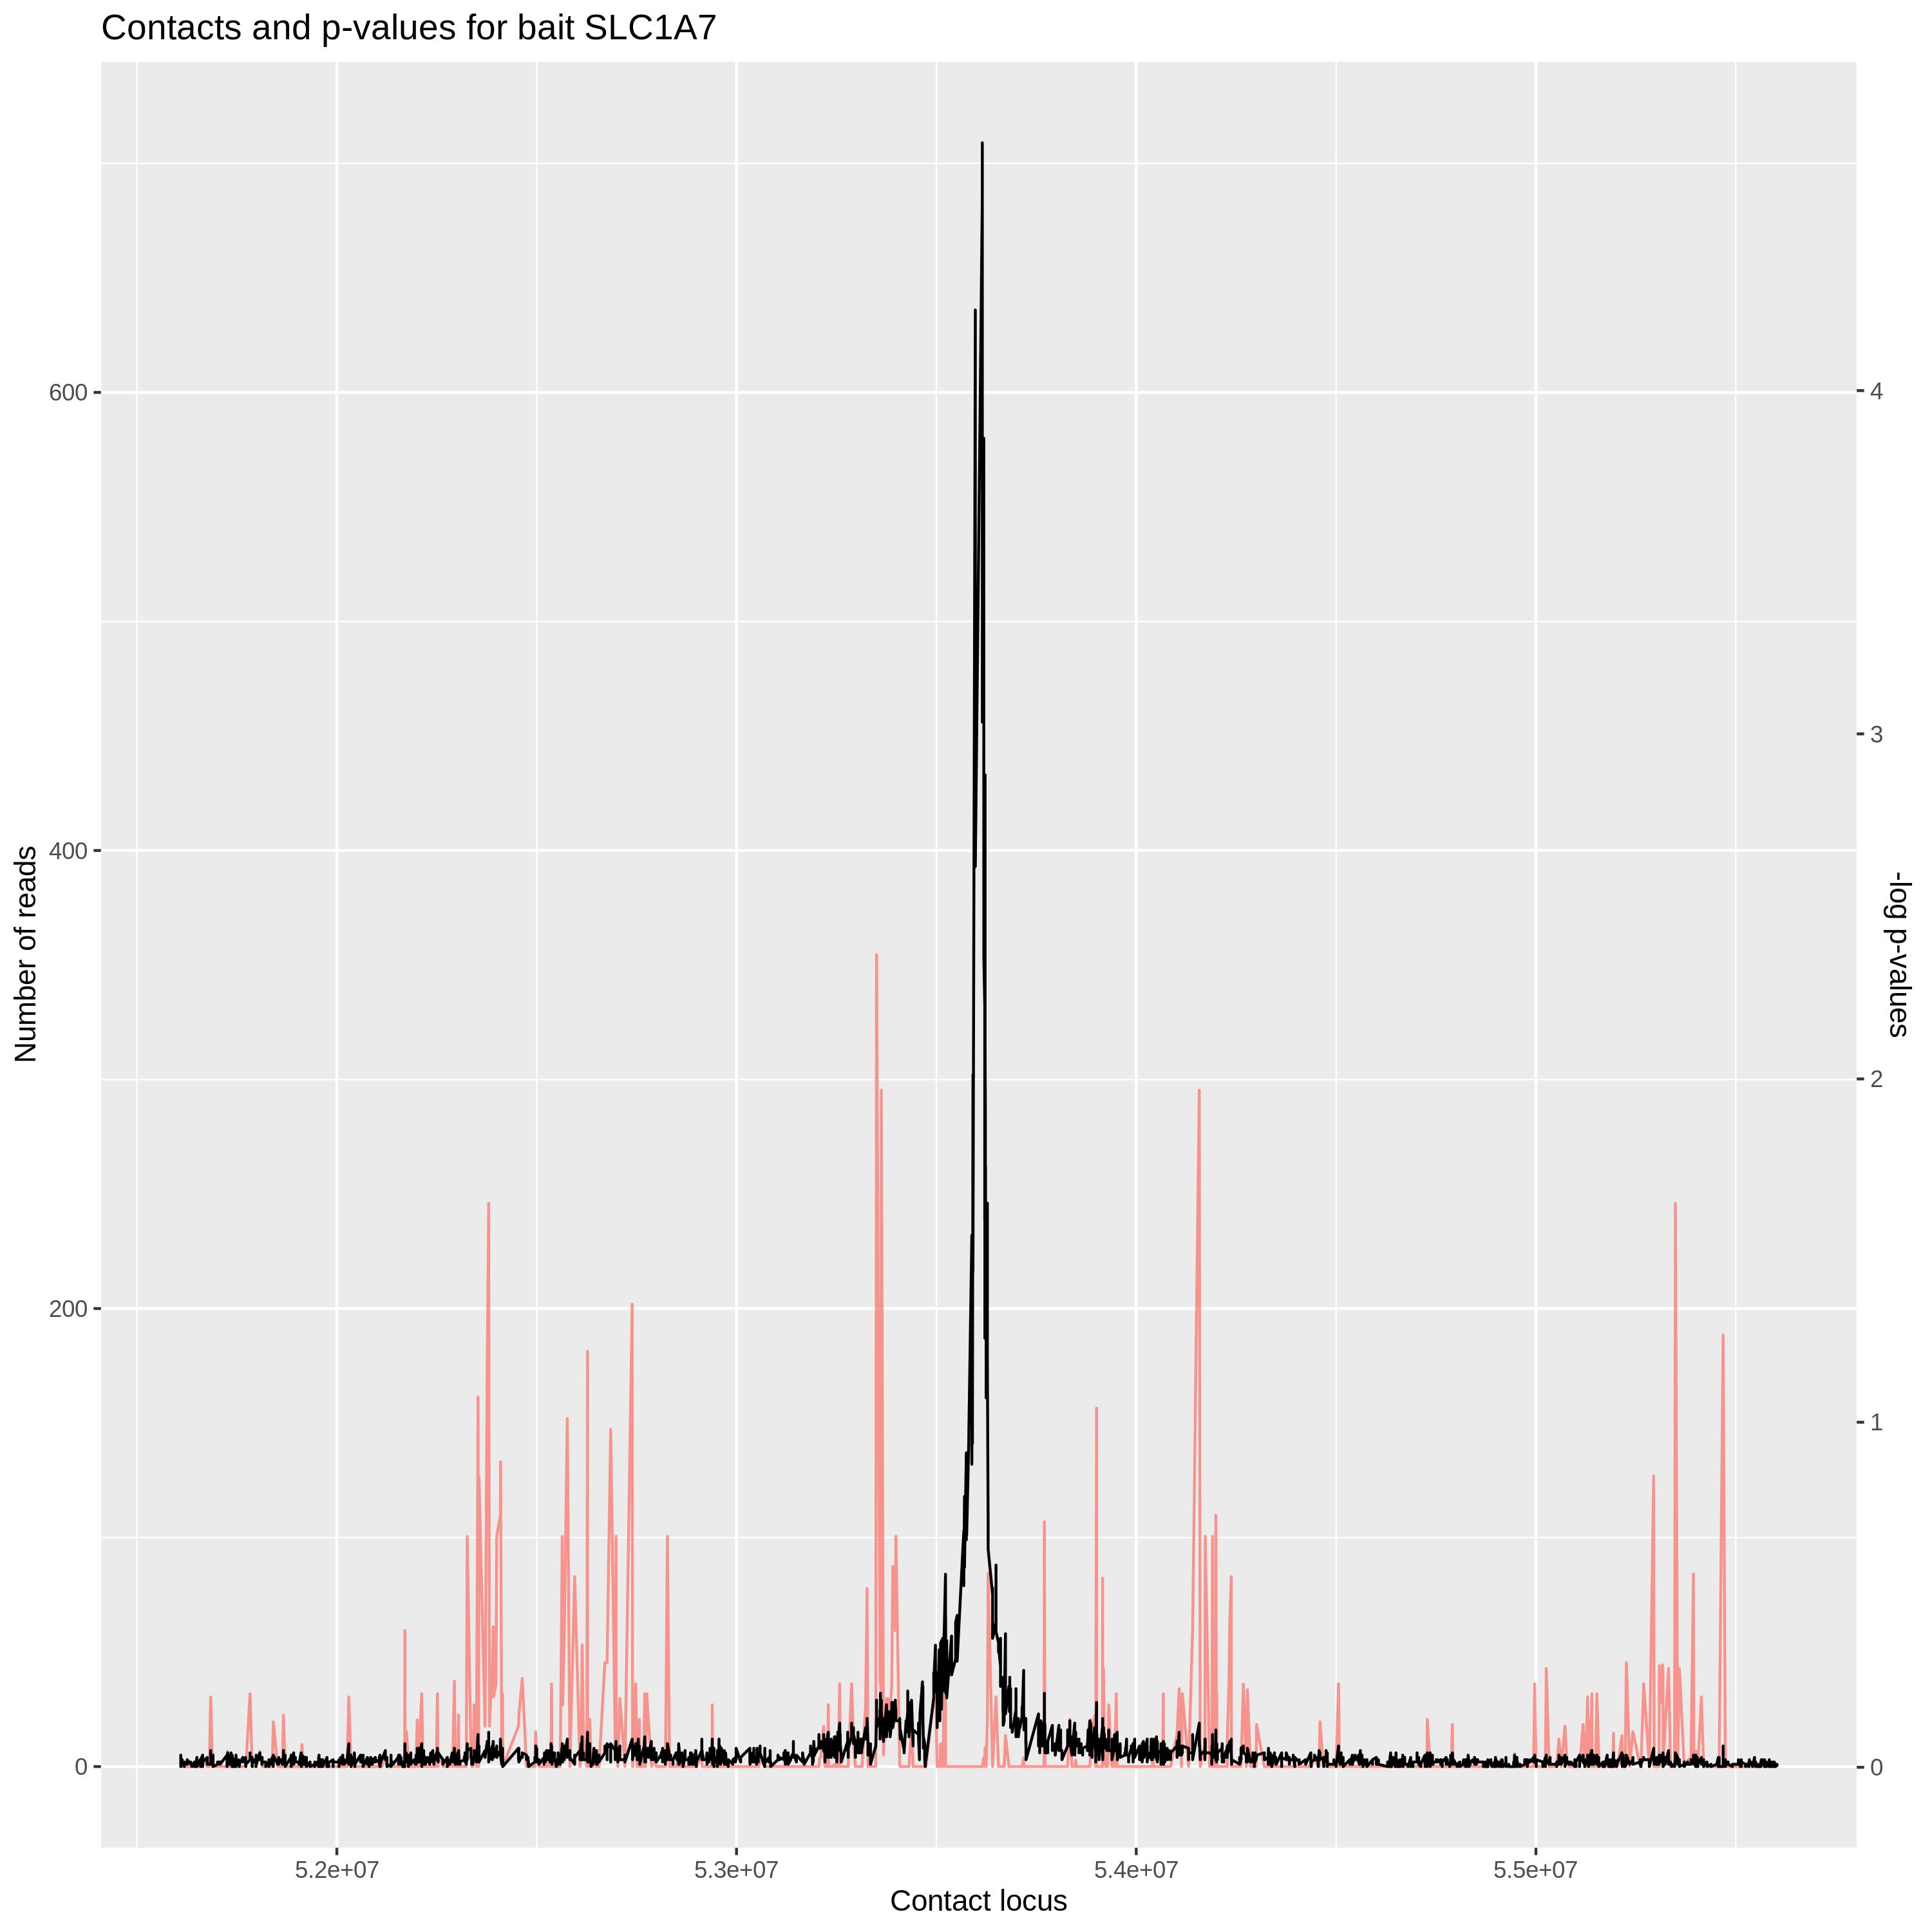 Contacts and p-values for bait SLC1A7
600
400
200
0
Number of reads
4
3
2
1
0
-log p-values
5.2e+07
5.3e+07
5.4e+07
5.5e+07
Contact locus